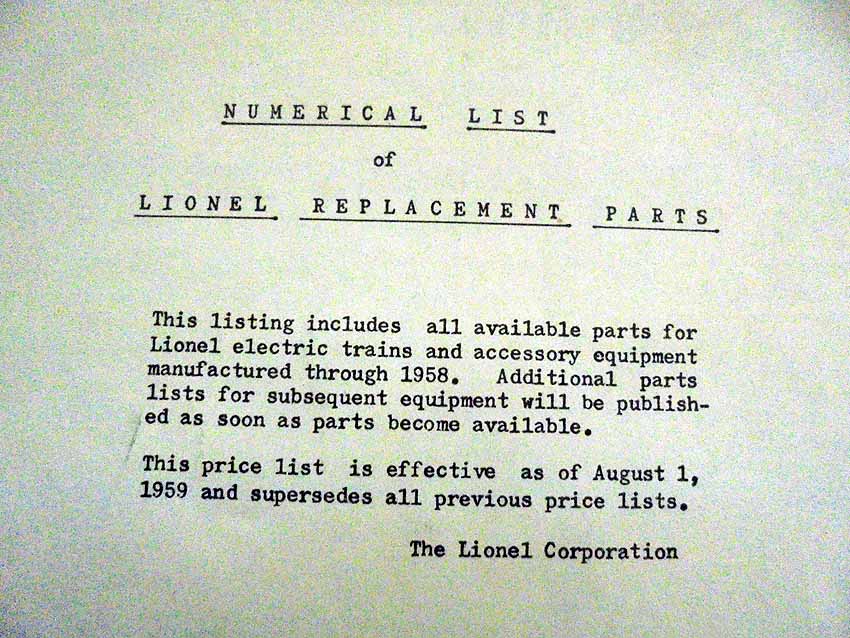 NUMERICAL LIST
of
LIONEL REPLACEMENT PARTS
This listing includes all available parts for
Lionel electric trains and accessory equipment
manufactured through 1958. Additional parts
lists for subsequent equipment will be publish-
ed as soon as parts become available.
This price list is effective as of August 1,
1959 and supersedes all previous price lists.
The Lionel Corporation